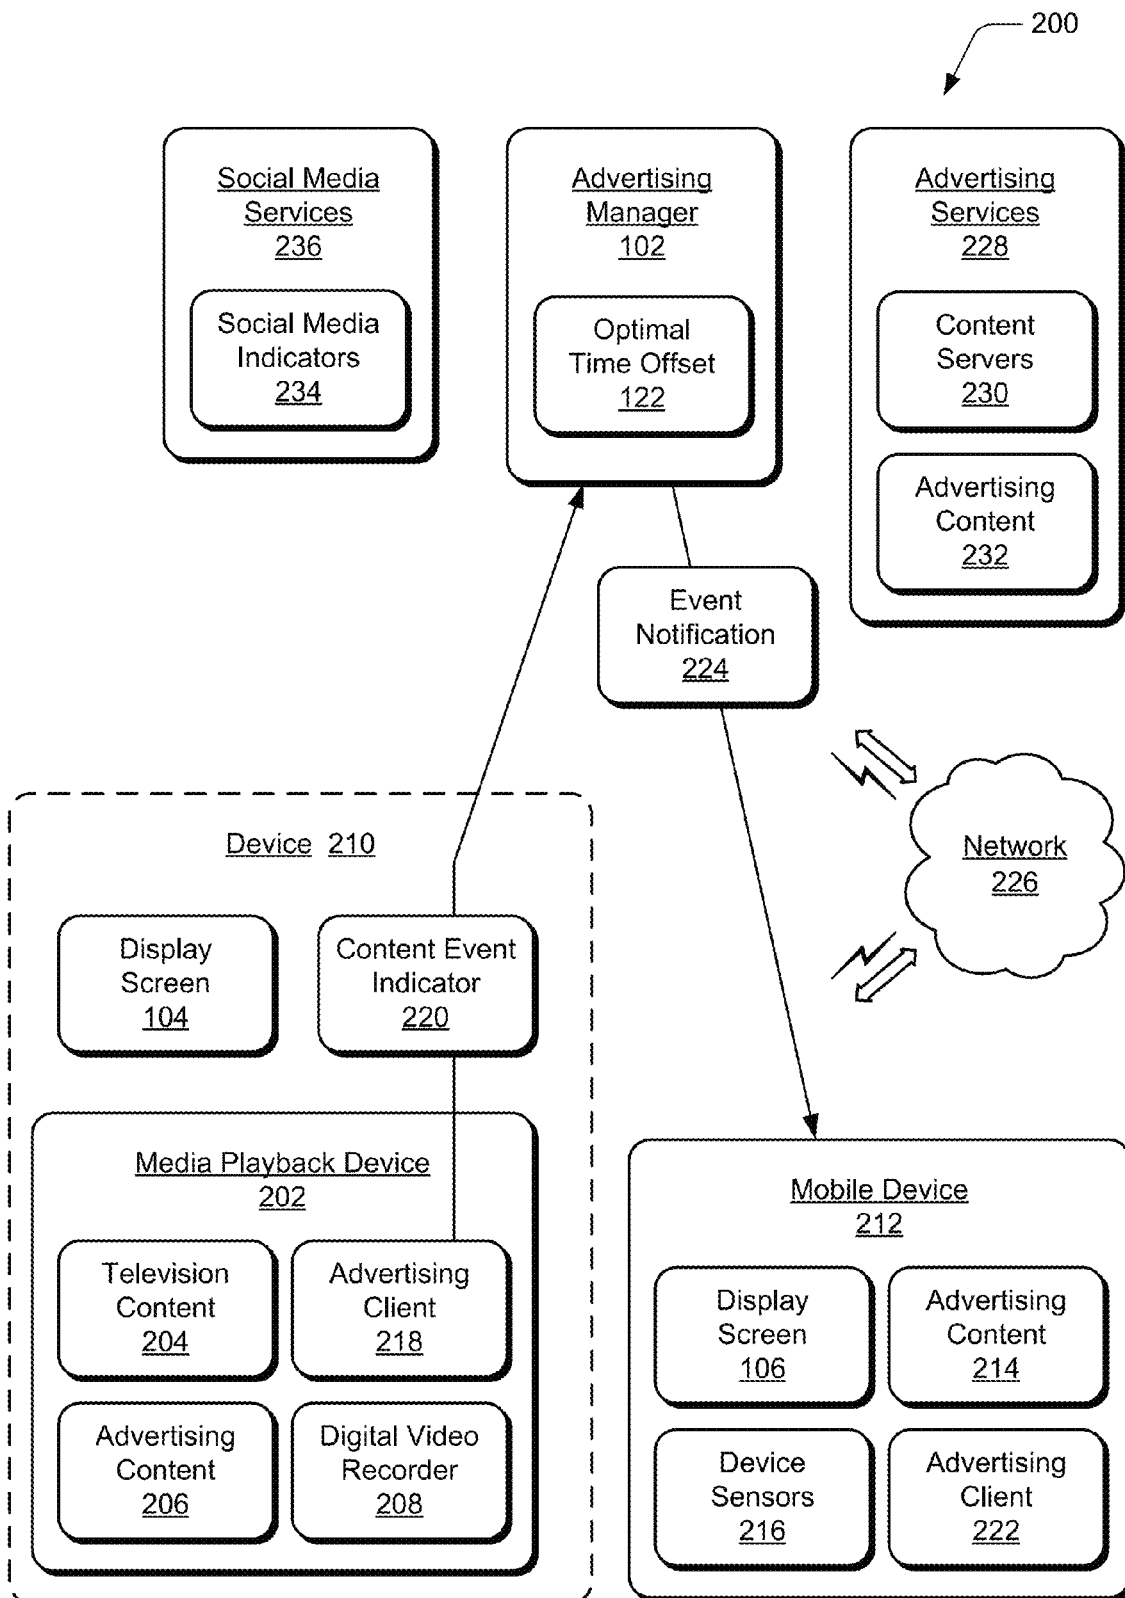 200
Social Media
Services
236
Social Media
Indicators
234
Advertising
Manager
102
Optimal
Time Offset
122
Advertising
Services
228
Content
Servers
230
Advertising
Content
232
Event
Notification
224
Network
226
Device 210
Display
Screen
104
Content Event
Indicator
220
Media Playback Device
202
Television
Content
204
Advertising
Client
218
Advertising
Content
206
Digital Video
Recorder
208
Mobile Device
212
Display
Screen
106
Advertising
Content
214
Device
Sensors
216
Advertising
Client
222